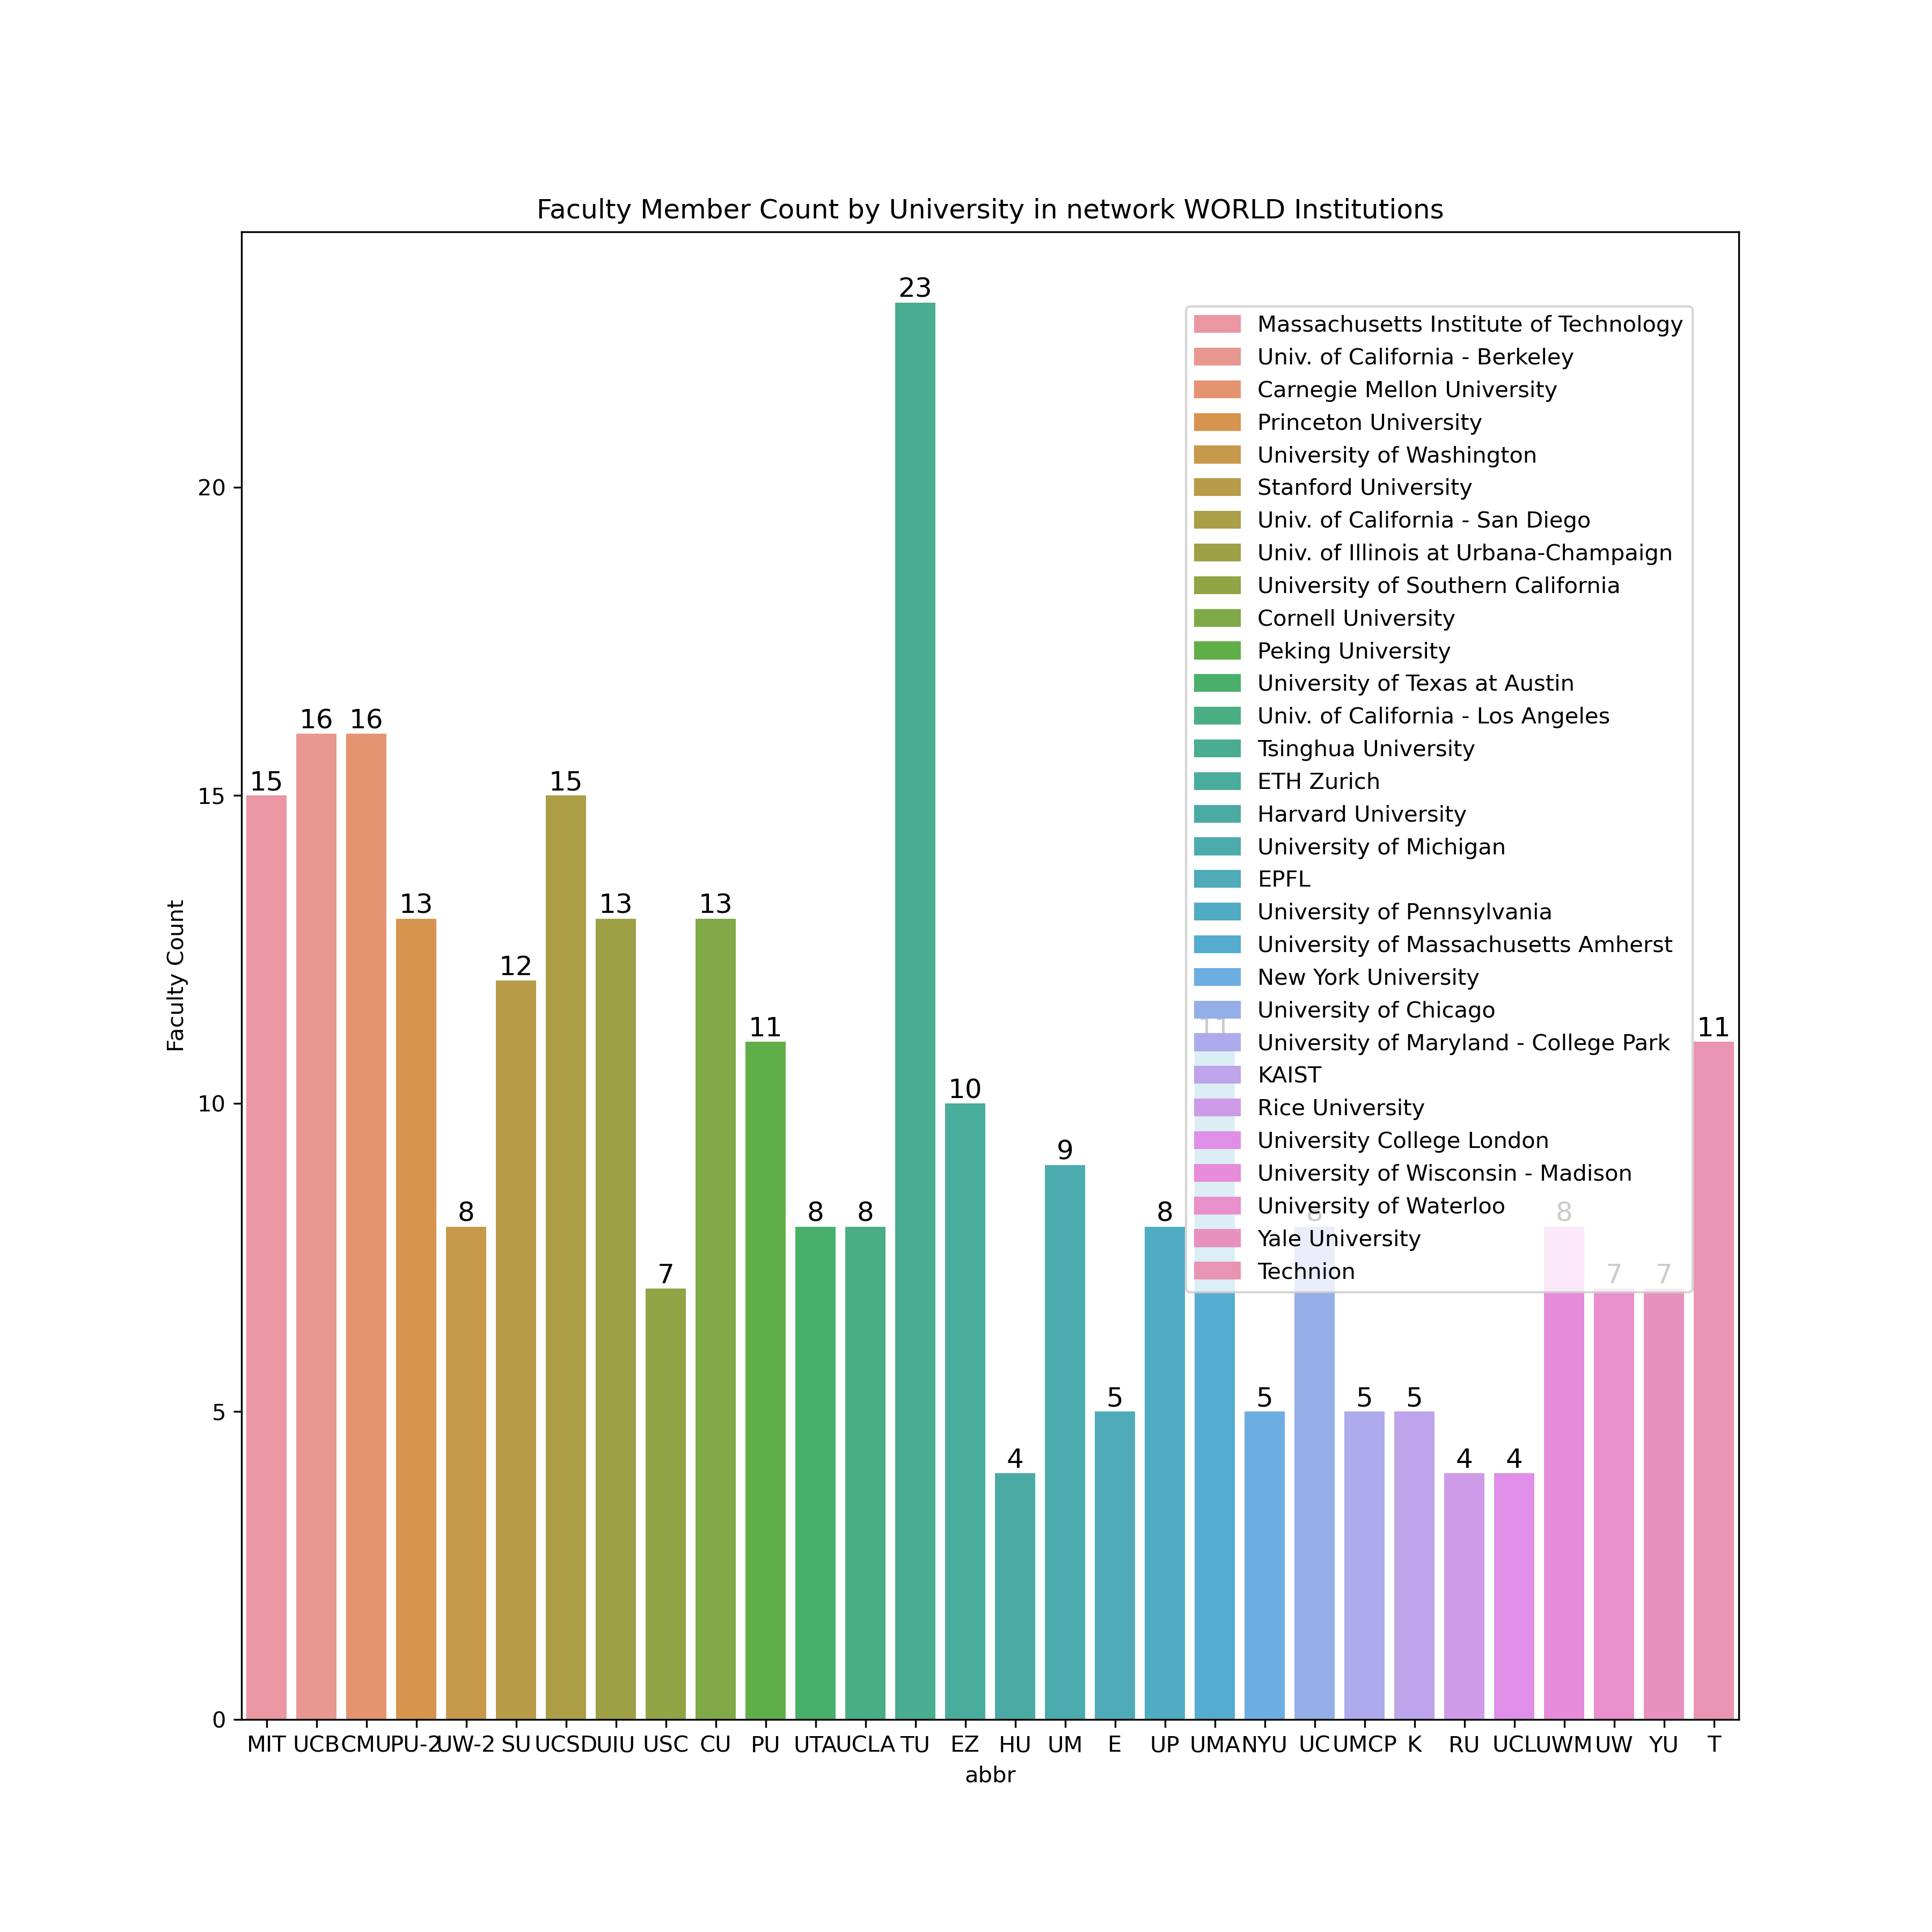 Faculty Member Count by University in network WORLD Institutions
23
Massachusetts Institute of Technology
Univ. of California - Berkeley
Carnegie Mellon University
Princeton University
University of Washington
Stanford University
Univ. of California - San Diego
Univ. of Illinois at Urbana-Champaign
University of Southern California
Cornell University
Peking University
University of Texas at Austin
Univ. of California - Los Angeles
Tsinghua University
ETH Zurich
Harvard University
University of Michigan
EPFL
University of Pennsylvania
University of Massachusetts Amherst
New York University
University of Chicago
University of Maryland - College Park
KAIST
Rice University
University College London
University of Wisconsin - Madison
University of Waterloo
Yale University
Technion
20
15
10
5
0
Faculty Count
15 16 16 13 8 12 15 13 7 13 11 8 8 10 4 9 5 8 11 5 8 5 5 4 4 8 7 7 11
MIT UCB CMU PU-2 UW-2 SU UCSD UIU USC CU PU UTA UCLA TU EZ HU UM E UP UMA NYU UC UMCP K RU UCL UWM UW YU T
abbr